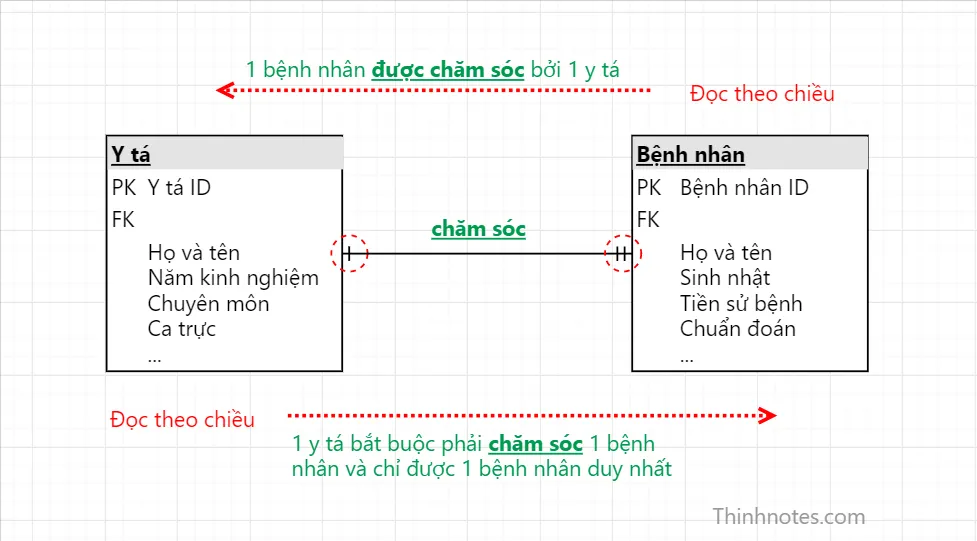 1 bệnh nhân được chăm sóc bởi 1 y tá
Đọc theo chiều
Y tá
PK Y tá ID
FK
Họ và tên
Năm kinh nghiệm
Chuyên môn
Ca trực
...
chăm sóc
Bệnh nhân
PK Bệnh nhân ID
FK
Họ và tên
Sinh nhật
Tiền sử bệnh
Chuẩn đoán
...
Đọc theo chiều
1 y tá bắt buộc phải chăm sóc 1 bệnh
nhân và chỉ được 1 bệnh nhân duy nhất
Thinhnotes.com